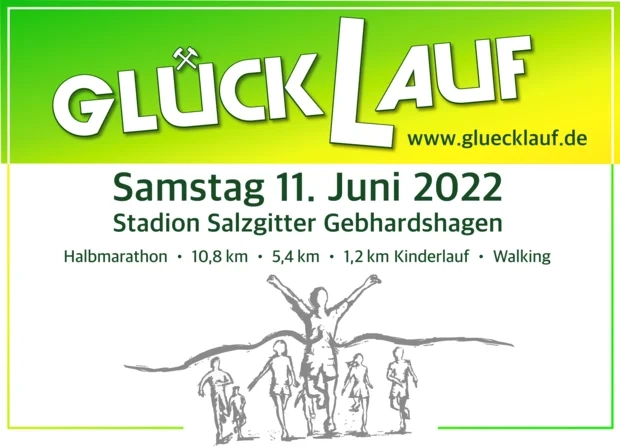 GLÜCKLAUF
www.gluecklauf.de
Samstag 11. Juni 2022
Stadion Salzgitter Gebhardshagen
Halbmarathon • 10,8 km • 5,4 km • 1,2 km Kinderlauf • Walking